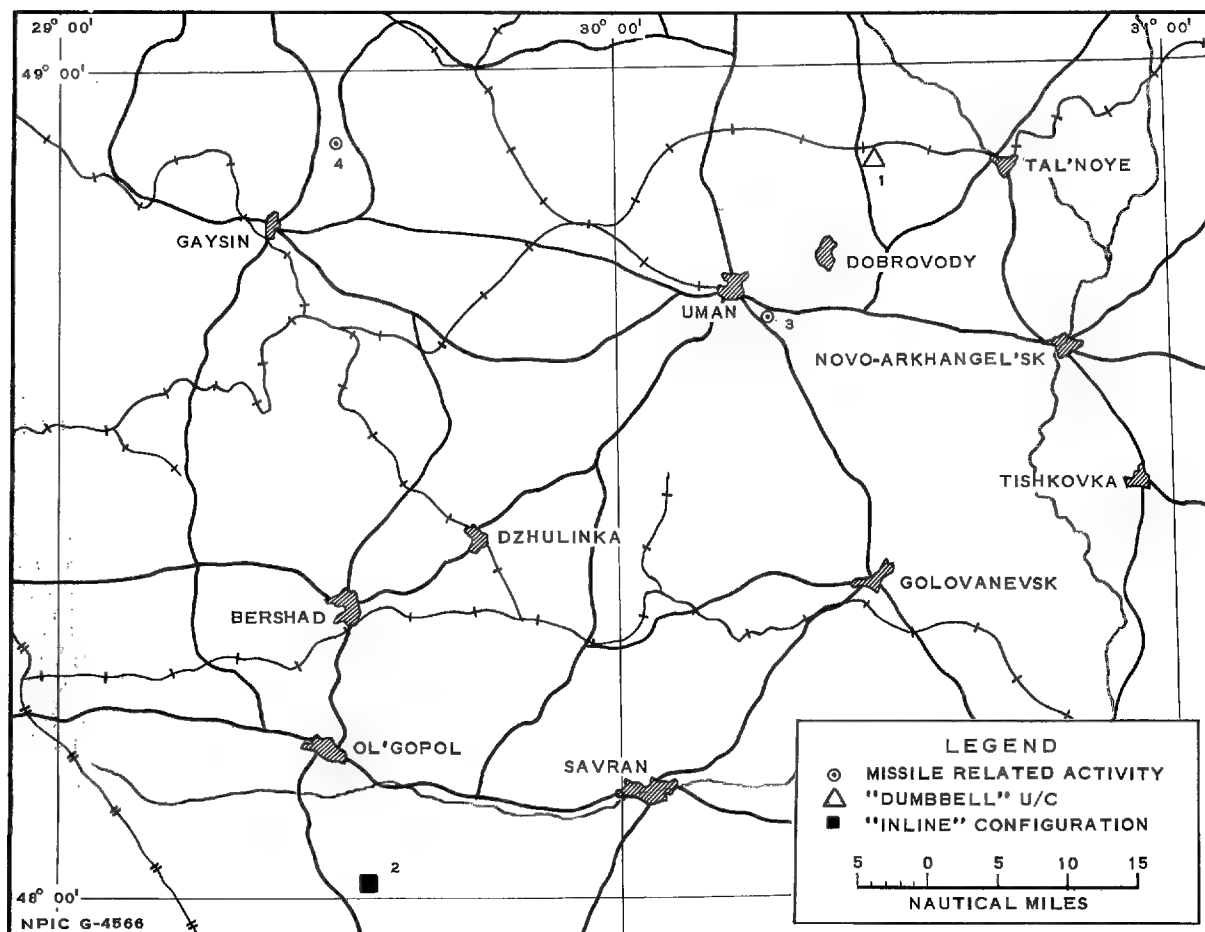 29° 00'
30° 00'
31° 00'
49° 00'
4
1
TAL'NOYE
GAYSIN
DOBROVODY
UMAN
3
NOVO-ARKHANGEL'SK
TISHKOVKA
DZHULINKA
GOLOVANEVSK
BERSHAD
OL'GOPOL
SAVRAN
2
48° 00'
NPIC G-4566
LEGEND
MISSILE RELATED ACTIVITY
"DUMBBELL" U/C
"INLINE" CONFIGURATION
5 0 5 10 15
NAUTICAL MILES